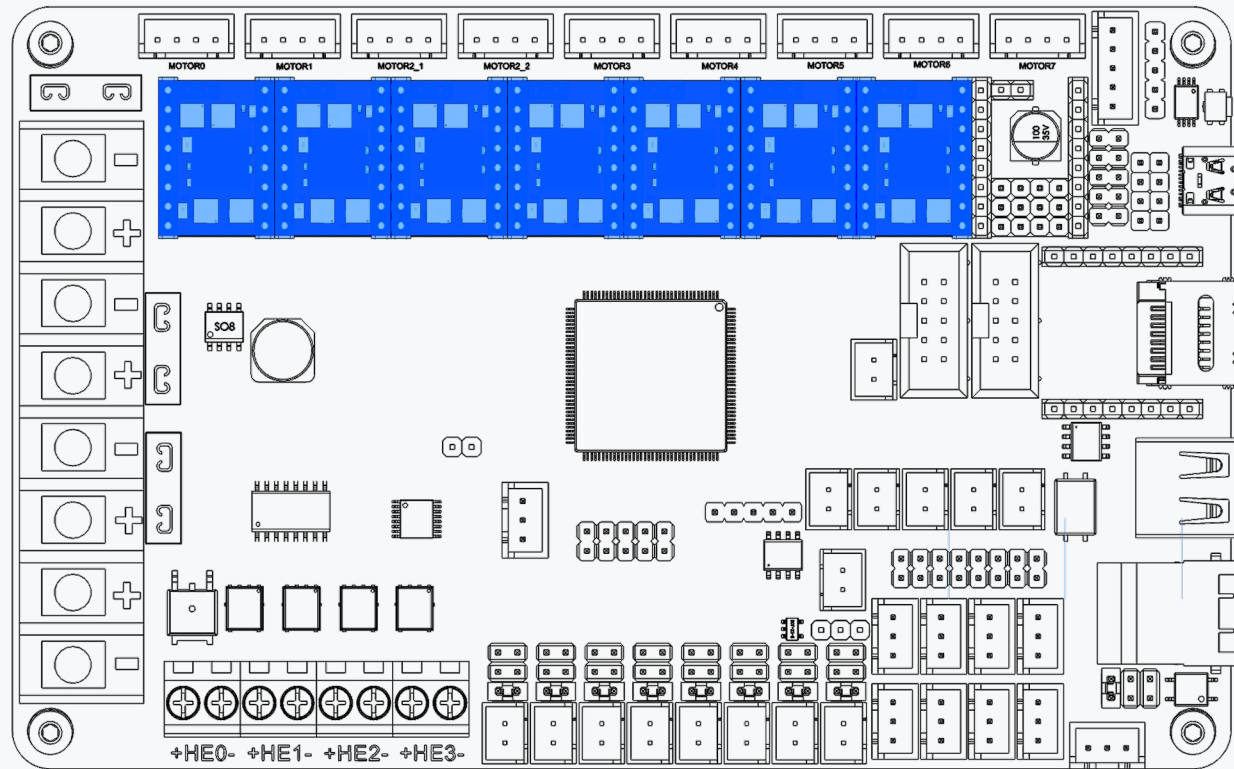 MOTOR0 MOTOR1 MOTOR2_1 MOTOR2_2 MOTOR3 MOTOR4 MOTOR5 MOTOR6 MOTOR7
100
35V
SO8
+HE0- +HE1- +HE2- +HE3-